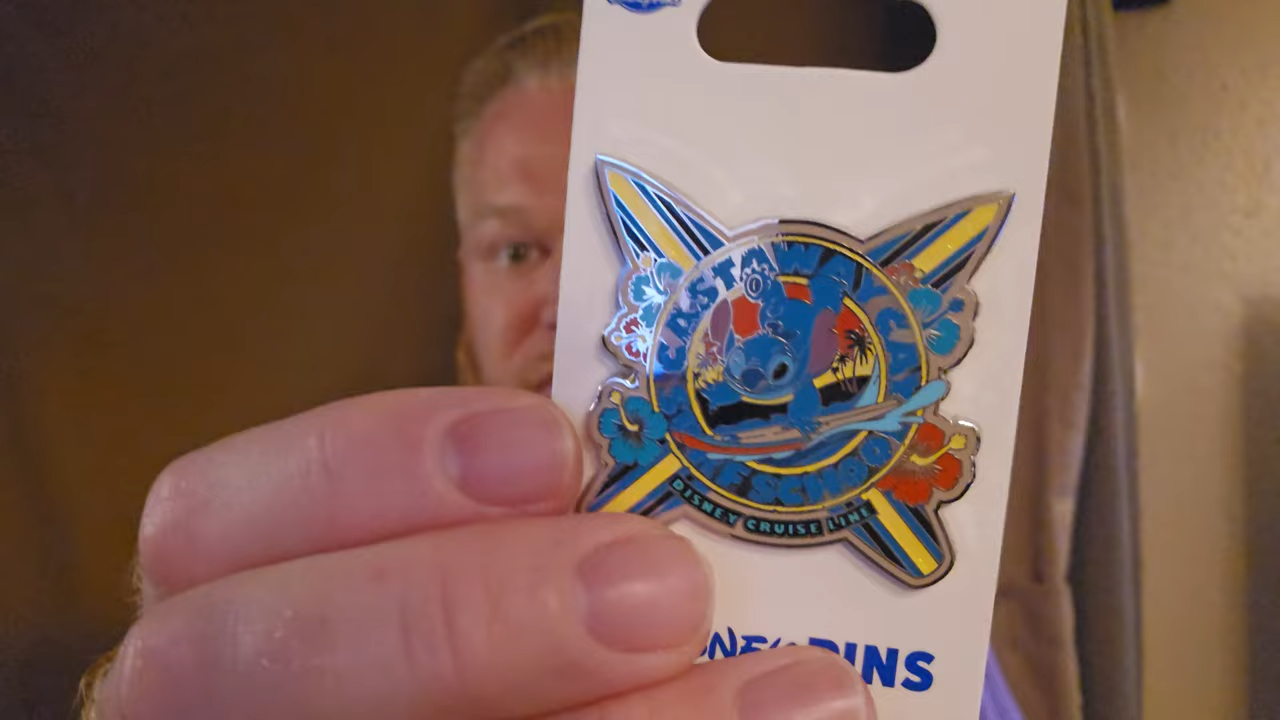 CASTAWAY CAY
SURF SCHOOL
DISNEY CRUISE LINE
PINS